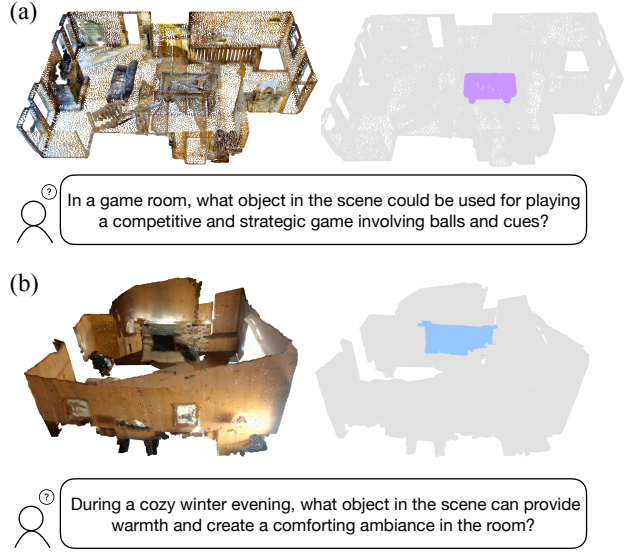 (a)
?
In a game room, what object in the scene could be used for playing
a competitive and strategic game involving balls and cues?
(b)
?
During a cozy winter evening, what object in the scene can provide
warmth and create a comforting ambiance in the room?